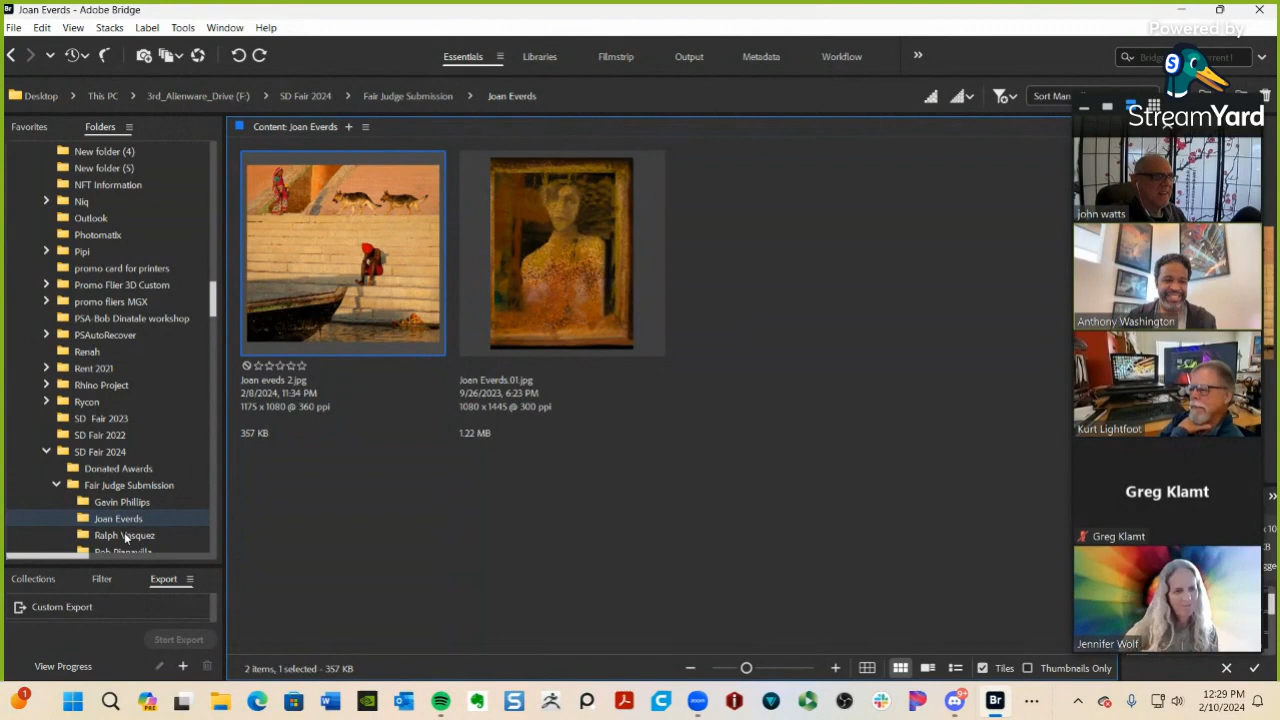 Br Joan Everds - Adobe Bridge
File Edit View Stacks Label Tools Window Help
Powered by
StreamYard
Essentials Libraries Filmstrip Output Metadata Workflow
Desktop This PC 3rd_Alienware_Drive (F:) SD Fair 2024 Fair Judge Submission Joan Everds
Favorites Folders
Content: Joan Everds
New folder (4)
New folder (5)
NFT Information
Niq
Outlook
Photomatix
Pipi
promo card for printers
Promo Flier 3D Custom
promo fliers MGX
PSA-Bob Dinatale workshop
PSAutoRecover
Renah
Rent 2021
Rhino Project
Rycon
SD Fair 2023
SD Fair 2022
SD Fair 2024
Donated Awards
Fair Judge Submission
Gavin Phillips
Joan Everds
Ralph Vasquez
Joan eveds 2.jpg
2/8/2024, 11:34 PM
1175 x 1080 @ 360 ppi
357 KB
Joan Everds.01.jpg
9/26/2023, 6:23 PM
1080 x 1445 @ 300 ppi
1.22 MB
john watts
Anthony Washington
Kurt Lightfoot
Greg Klamt
Greg Klamt
Jennifer Wolf
Collections Filter Export
Custom Export
Start Export
View Progress
2 items, 1 selected - 357 KB
Tiles Thumbnails Only
12:29 PM
2/10/2024